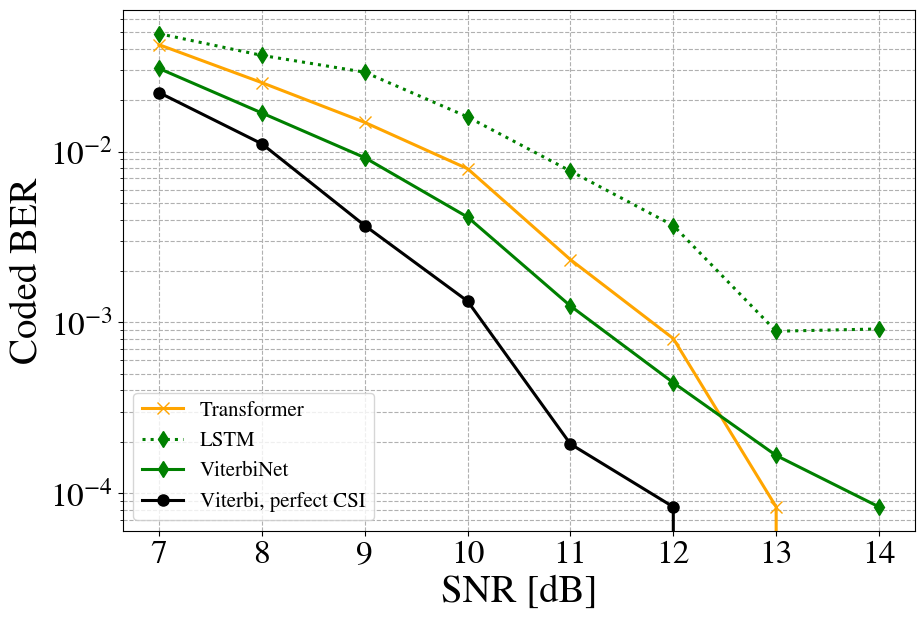 Coded BER
10⁻²
10⁻³
10⁻⁴
Transformer
LSTM
ViterbiNet
Viterbi, perfect CSI
7 8 9 10 11 12 13 14
SNR [dB]